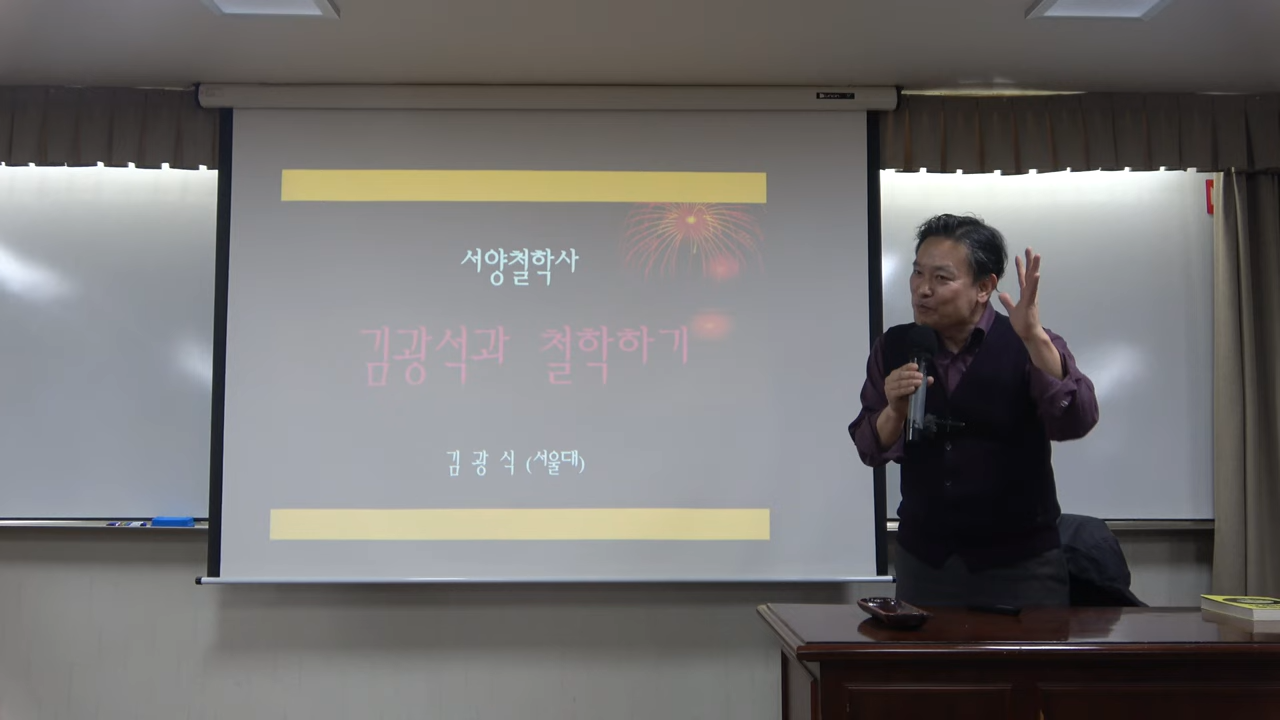 서양철학사
김광석과 철학하기
김 광 식 (서울대)